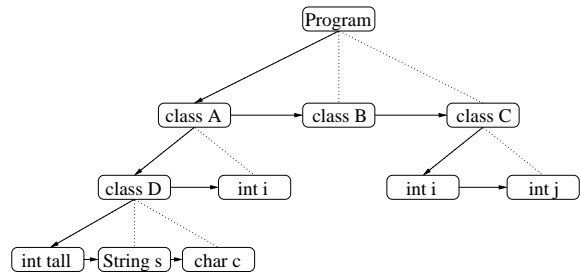 Program
class A
class B
class C
class D
int i
int i
int j
int tall
String s
char c